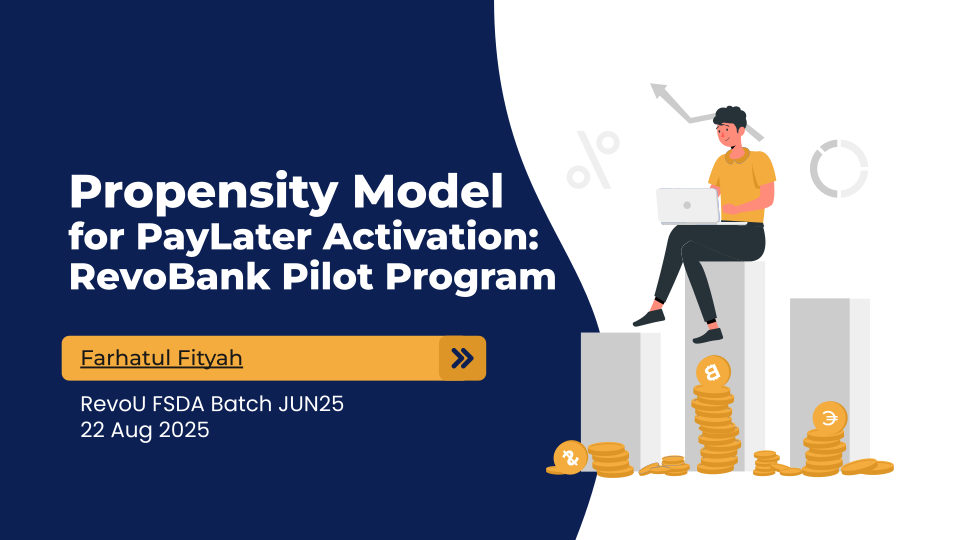 Propensity Model
for PayLater Activation:
RevoBank Pilot Program
Farhatul Fityah
RevoU FSDA Batch JUN25
22 Aug 2025